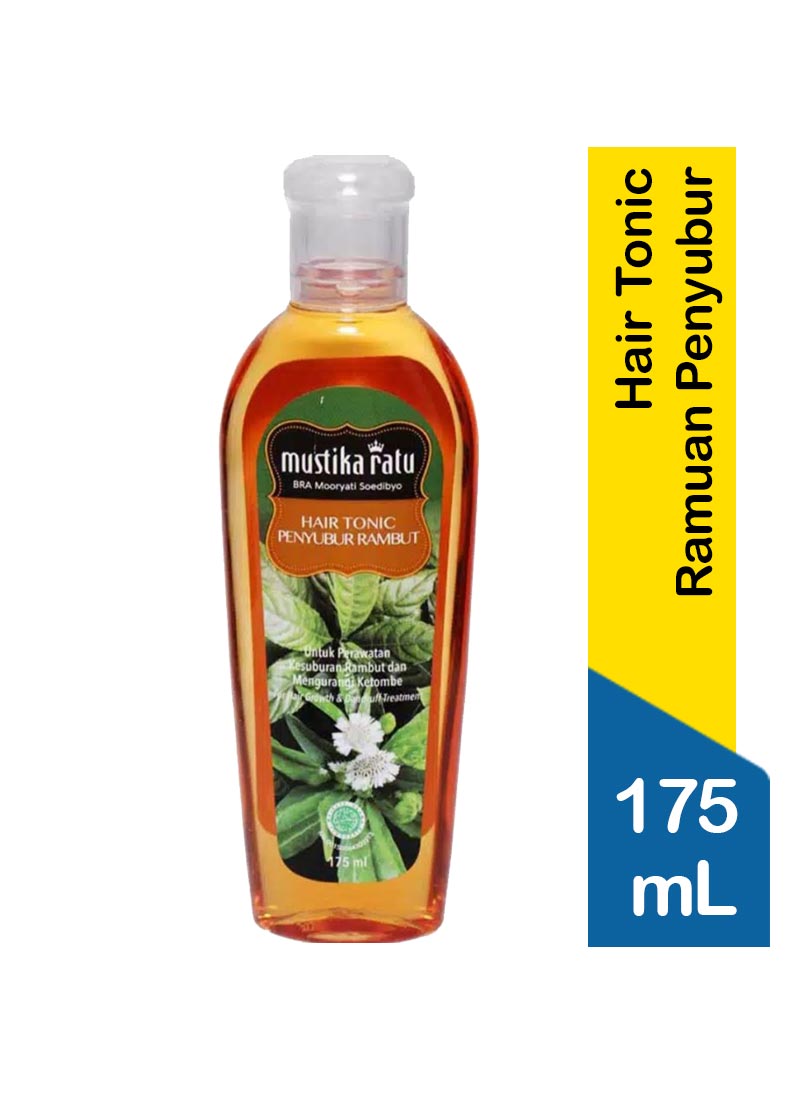 mustika ratu
BRA Mooryati Soedibyo
HAIR TONIC
PENYUBUR RAMBUT
Untuk Perawatan
Kesuburan Rambut dan
Mengurangi Ketombe
Hair Growth & Dandruff Treatment
175 ml
Hair Tonic
Ramuan Penyubur
175
mL